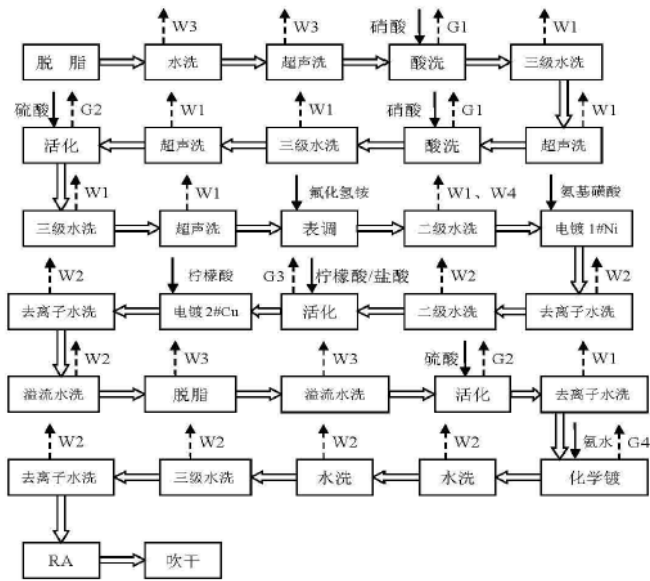 W3 W3 硝酸 G1 W1
脱 脂 水洗 超声洗 酸洗 三级水洗
硫酸 G2 W1 W1 硝酸 G1 W1
活化 超声洗 三级水洗 酸洗 超声洗
W1 W1 氟化氢铵 W1、W4 氨基磺酸
三级水洗 超声洗 表调 二级水洗 电镀 1#Ni
W2 柠檬酸 G3 柠檬酸/盐酸 W2 W2
去离子水洗 电镀 2#Cu 活化 二级水洗 去离子水洗
W2 W3 W3 硫酸 G2 W1
溢流水洗 脱脂 溢流水洗 活化 去离子水洗
W2 W2 W2 W2 氨水 G4
去离子水洗 三级水洗 水洗 水洗 化学镀
RA 吹干